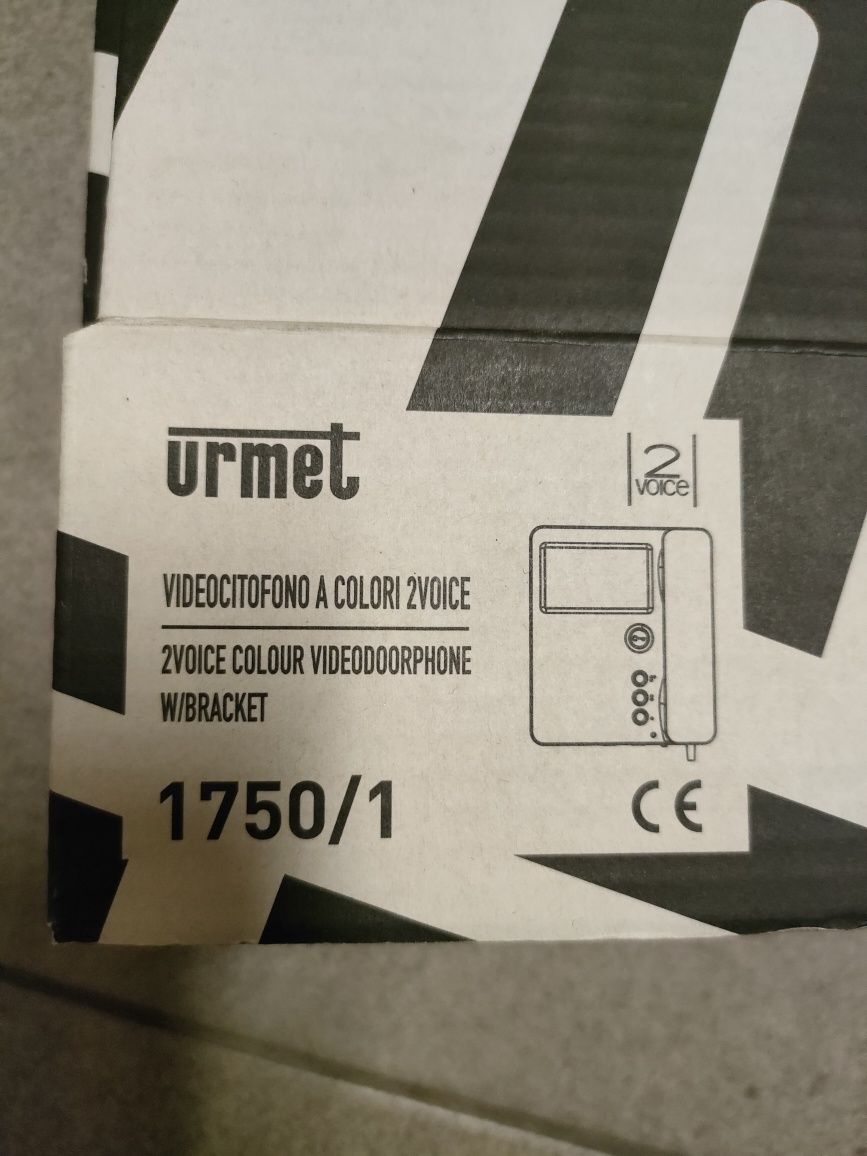 urmet
2
VOICE
VIDEOCITOFONO A COLORI 2VOICE
2VOICE COLOUR VIDEODOORPHONE
W/BRACKET
1750/1
CE